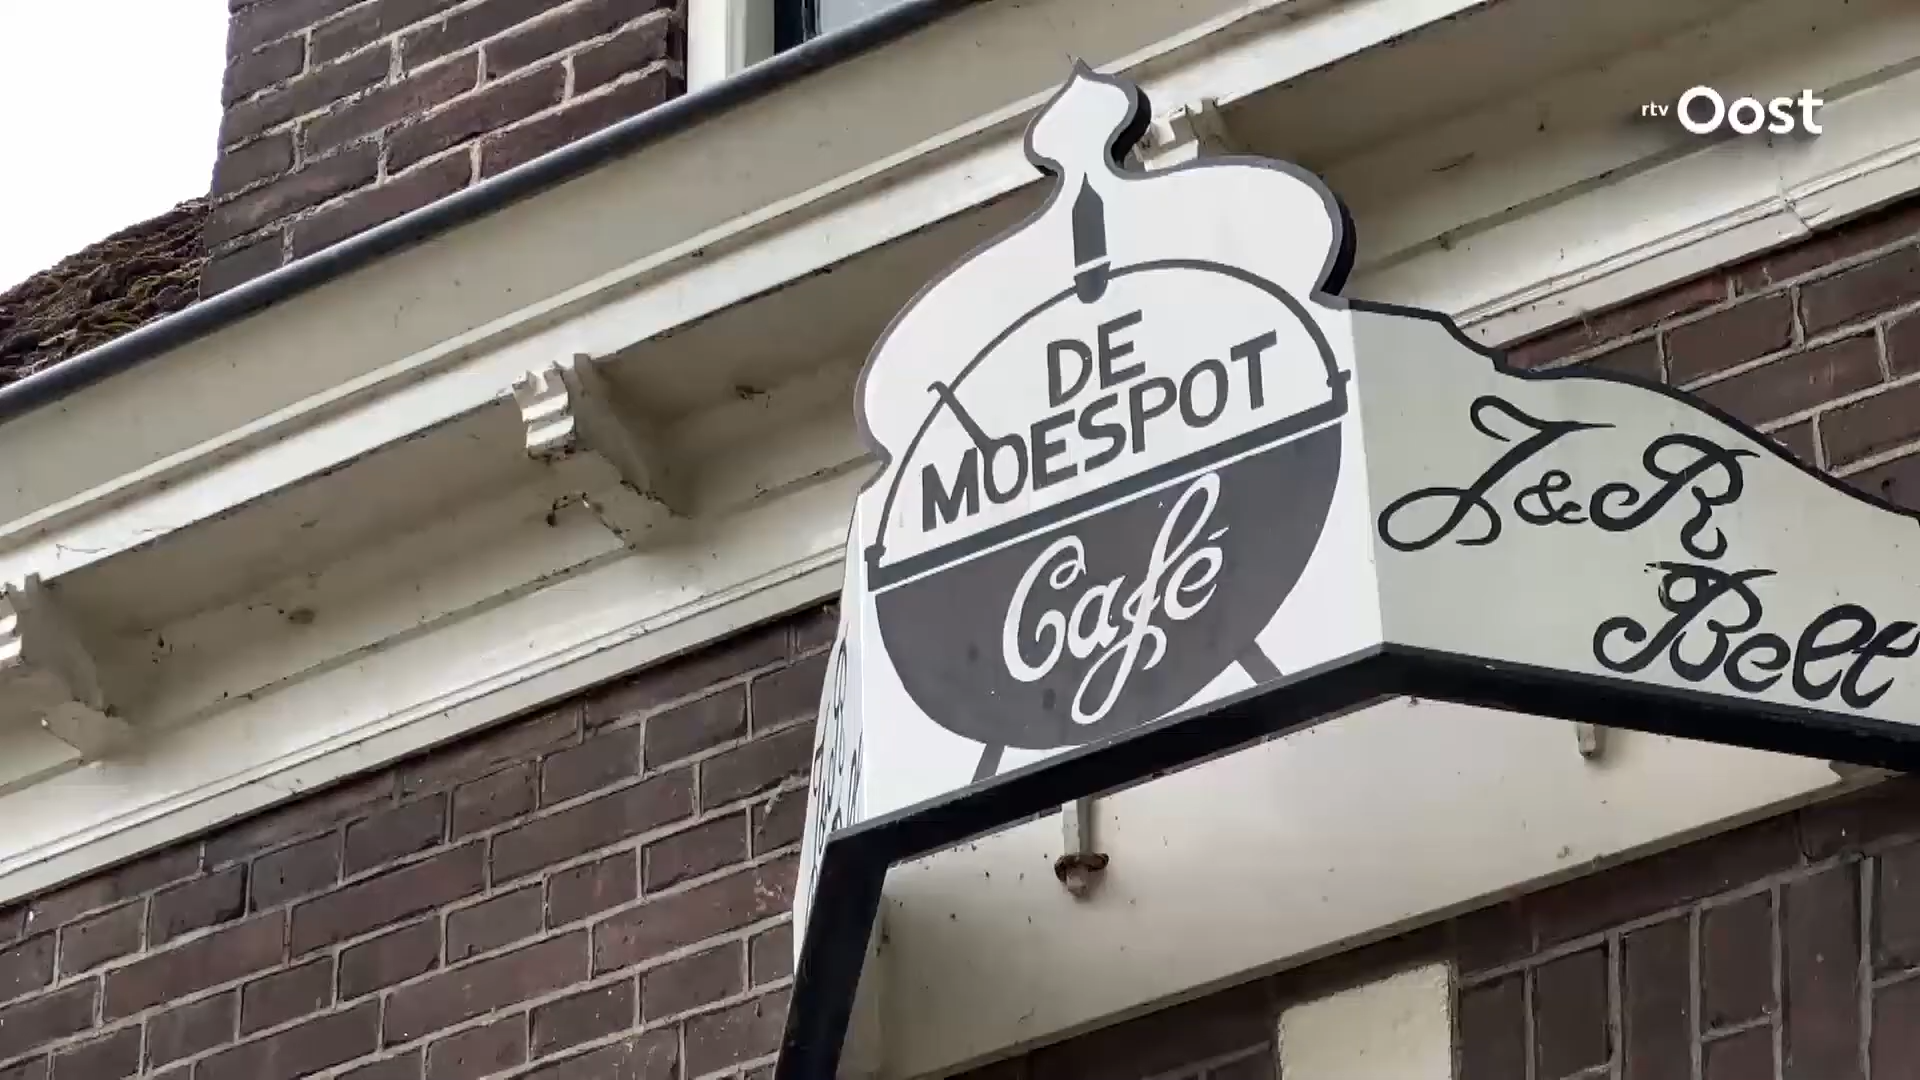 rtv Oost
DE
MOESPOT
Café
J & R
Belt